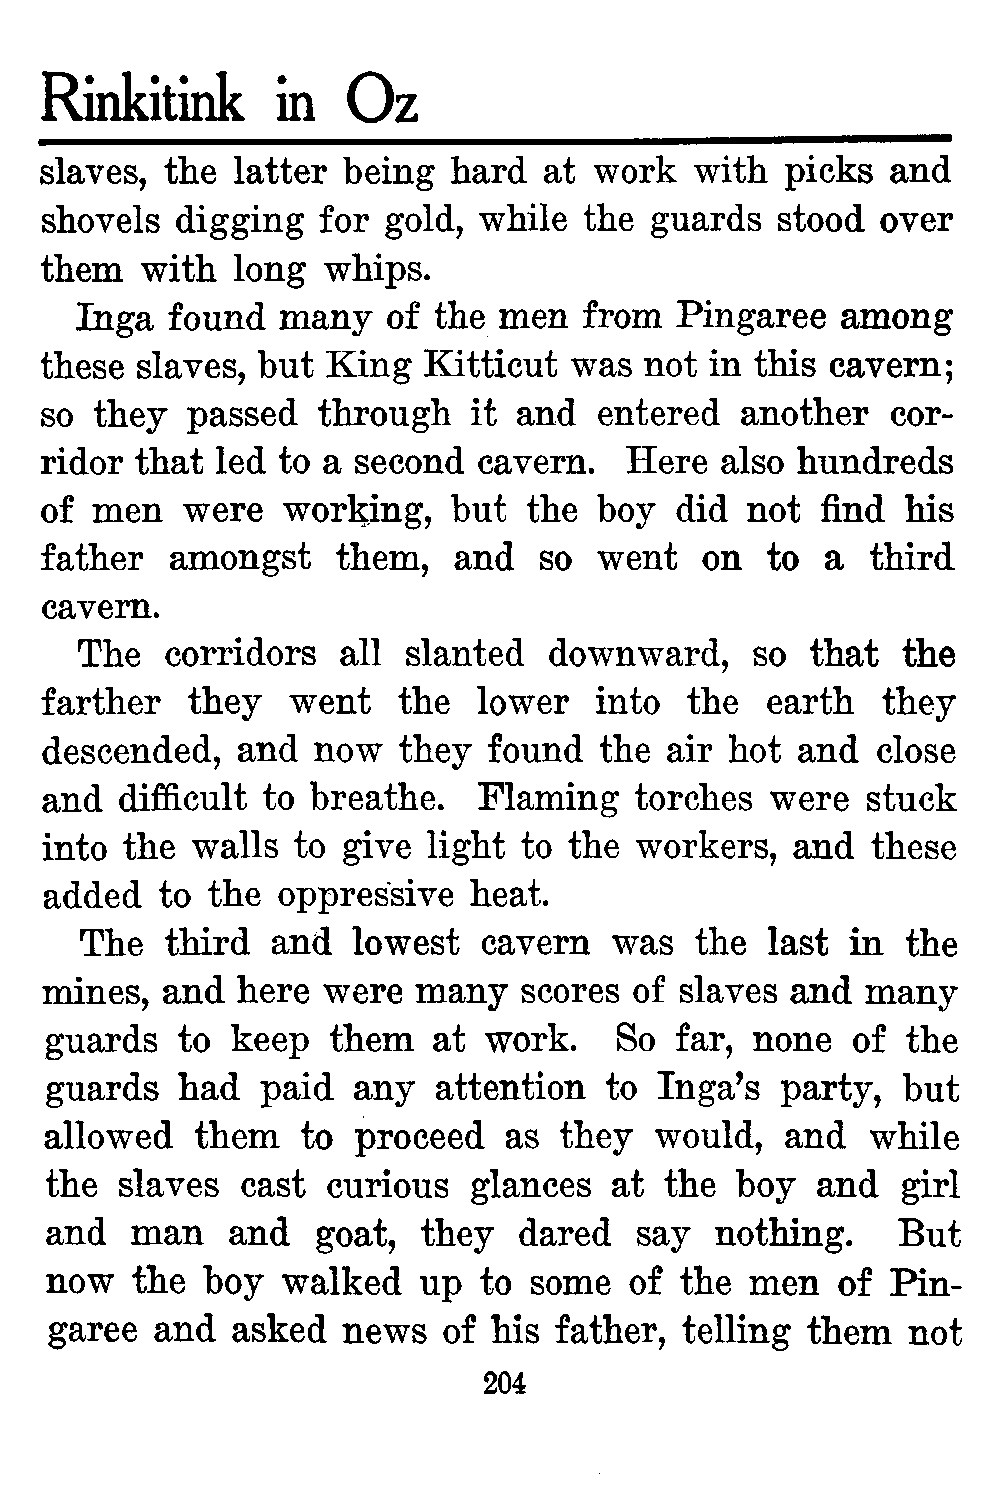 Rinkitink in Oz
slaves, the latter being hard at work with picks and
shovels digging for gold, while the guards stood over
them with long whips.
Inga found many of the men from Pingaree among
these slaves, but King Kitticut was not in this cavern;
so they passed through it and entered another cor-
ridor that led to a second cavern. Here also hundreds
of men were working, but the boy did not find his
father amongst them, and so went on to a third
cavern.
The corridors all slanted downward, so that the
farther they went the lower into the earth they
descended, and now they found the air hot and close
and difficult to breathe. Flaming torches were stuck
into the walls to give light to the workers, and these
added to the oppressive heat.
The third and lowest cavern was the last in the
mines, and here were many scores of slaves and many
guards to keep them at work. So far, none of the
guards had paid any attention to Inga's party, but
allowed them to proceed as they would, and while
the slaves cast curious glances at the boy and girl
and man and goat, they dared say nothing. But
now the boy walked up to some of the men of Pin-
garee and asked news of his father, telling them not
204